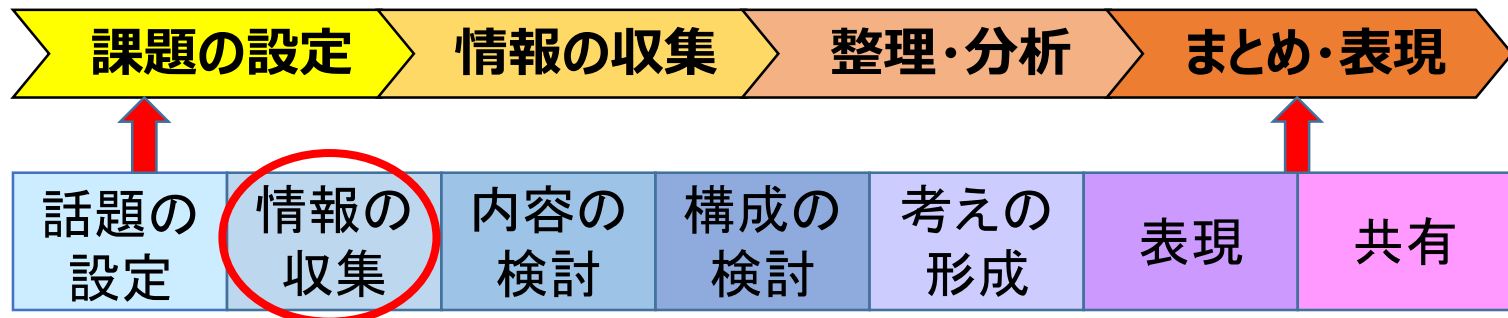 課題の設定
情報の収集
整理・分析
まとめ・表現
話題の
設定
情報の
収集
内容の
検討
構成の
検討
考えの
形成
表現
共有